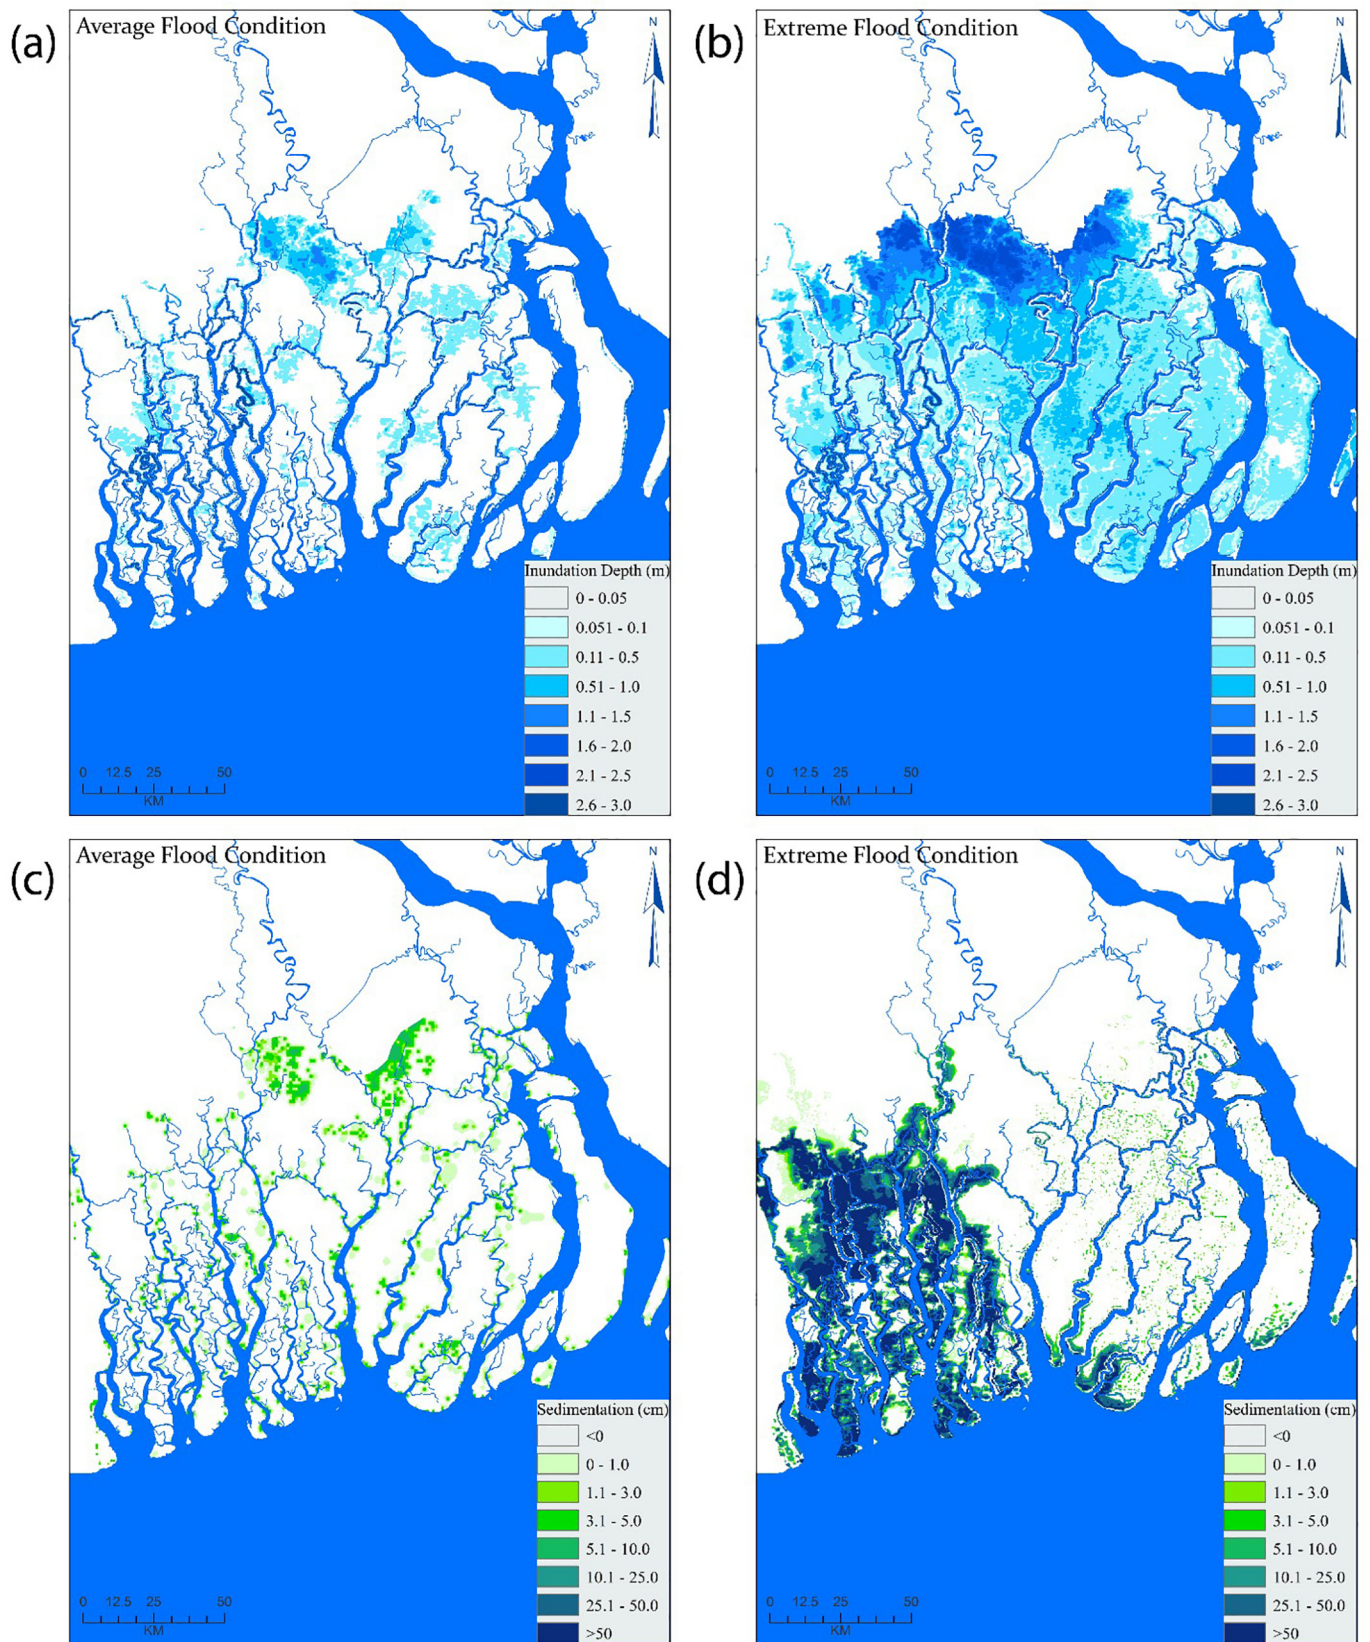 (a)
Average Flood Condition
N
Inundation Depth (m)
0 - 0.05
0.051 - 0.1
0.11 - 0.5
0.51 - 1.0
1.1 - 1.5
1.6 - 2.0
2.1 - 2.5
2.6 - 3.0
0 12.5 25 50
KM
(b)
Extreme Flood Condition
N
Inundation Depth (m)
0 - 0.05
0.051 - 0.1
0.11 - 0.5
0.51 - 1.0
1.1 - 1.5
1.6 - 2.0
2.1 - 2.5
2.6 - 3.0
0 12.5 25 50
KM
(c)
Average Flood Condition
N
Sedimentation (cm)
<0
0 - 1.0
1.1 - 3.0
3.1 - 5.0
5.1 - 10.0
10.1 - 25.0
25.1 - 50.0
>50
0 12.5 25 50
KM
(d)
Extreme Flood Condition
N
Sedimentation (cm)
<0
0 - 1.0
1.1 - 3.0
3.1 - 5.0
5.1 - 10.0
10.1 - 25.0
25.1 - 50.0
>50
0 12.5 25 50
KM